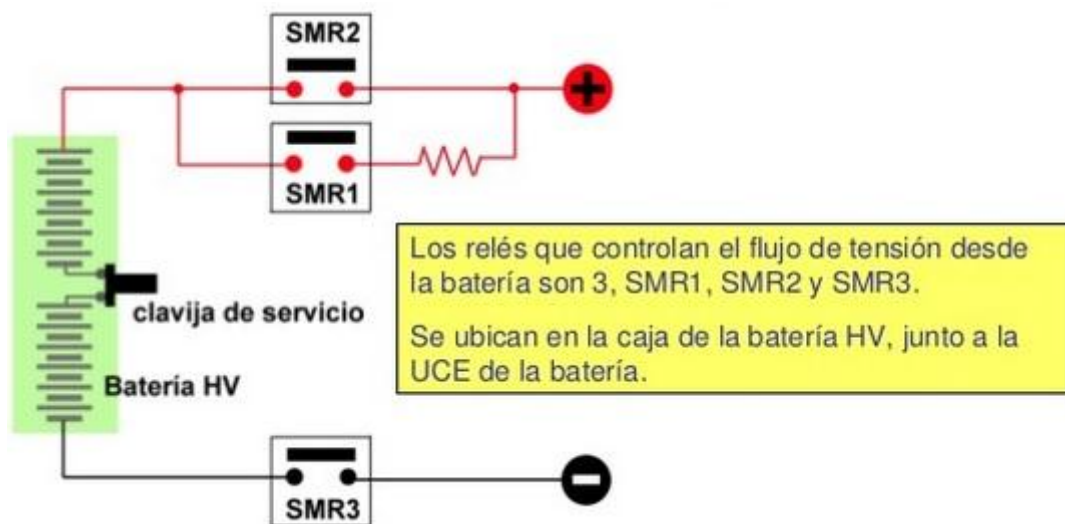 SMR2
+
SMR1
Los relés que controlan el flujo de tensión desde
la batería son 3, SMR1, SMR2 y SMR3.
Se ubican en la caja de la batería HV, junto a la
UCE de la batería.
clavija de servicio
Batería HV
SMR3
-